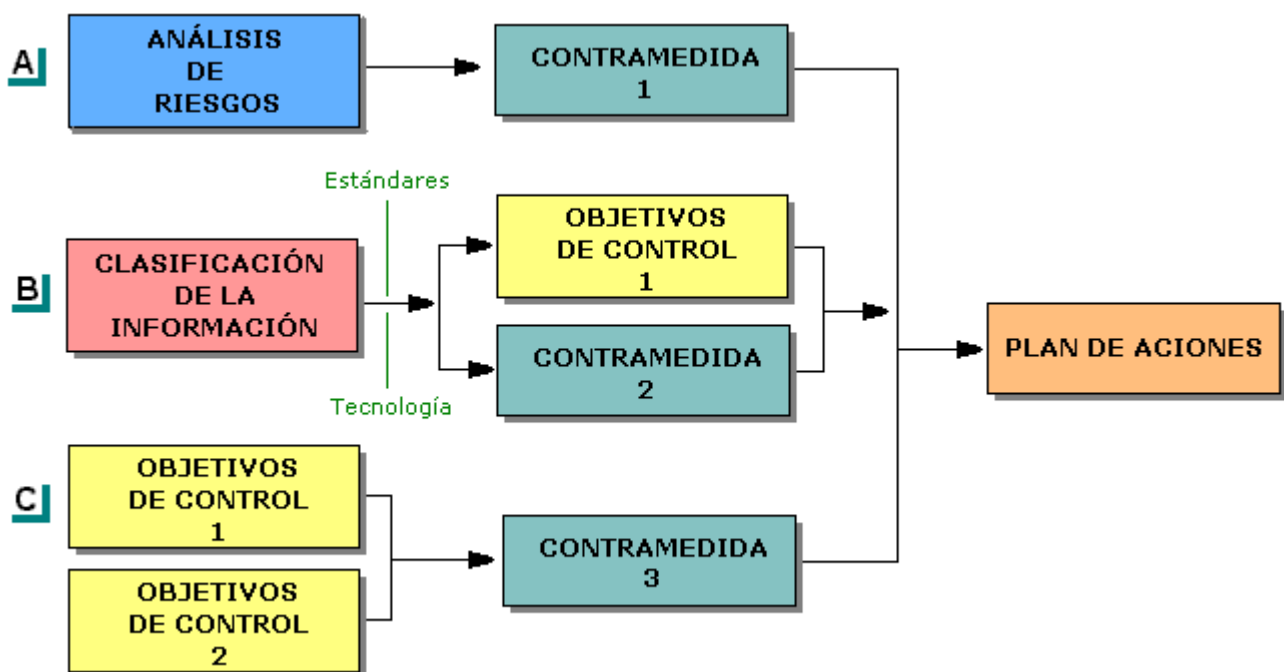 A
ANÁLISIS
DE
RIESGOS
CONTRAMEDIDA
1
Estándares
B
CLASIFICACIÓN
DE LA
INFORMACIÓN
OBJETIVOS
DE CONTROL
1
CONTRAMEDIDA
2
Tecnología
PLAN DE ACIONES
C
OBJETIVOS
DE CONTROL
1
OBJETIVOS
DE CONTROL
2
CONTRAMEDIDA
3